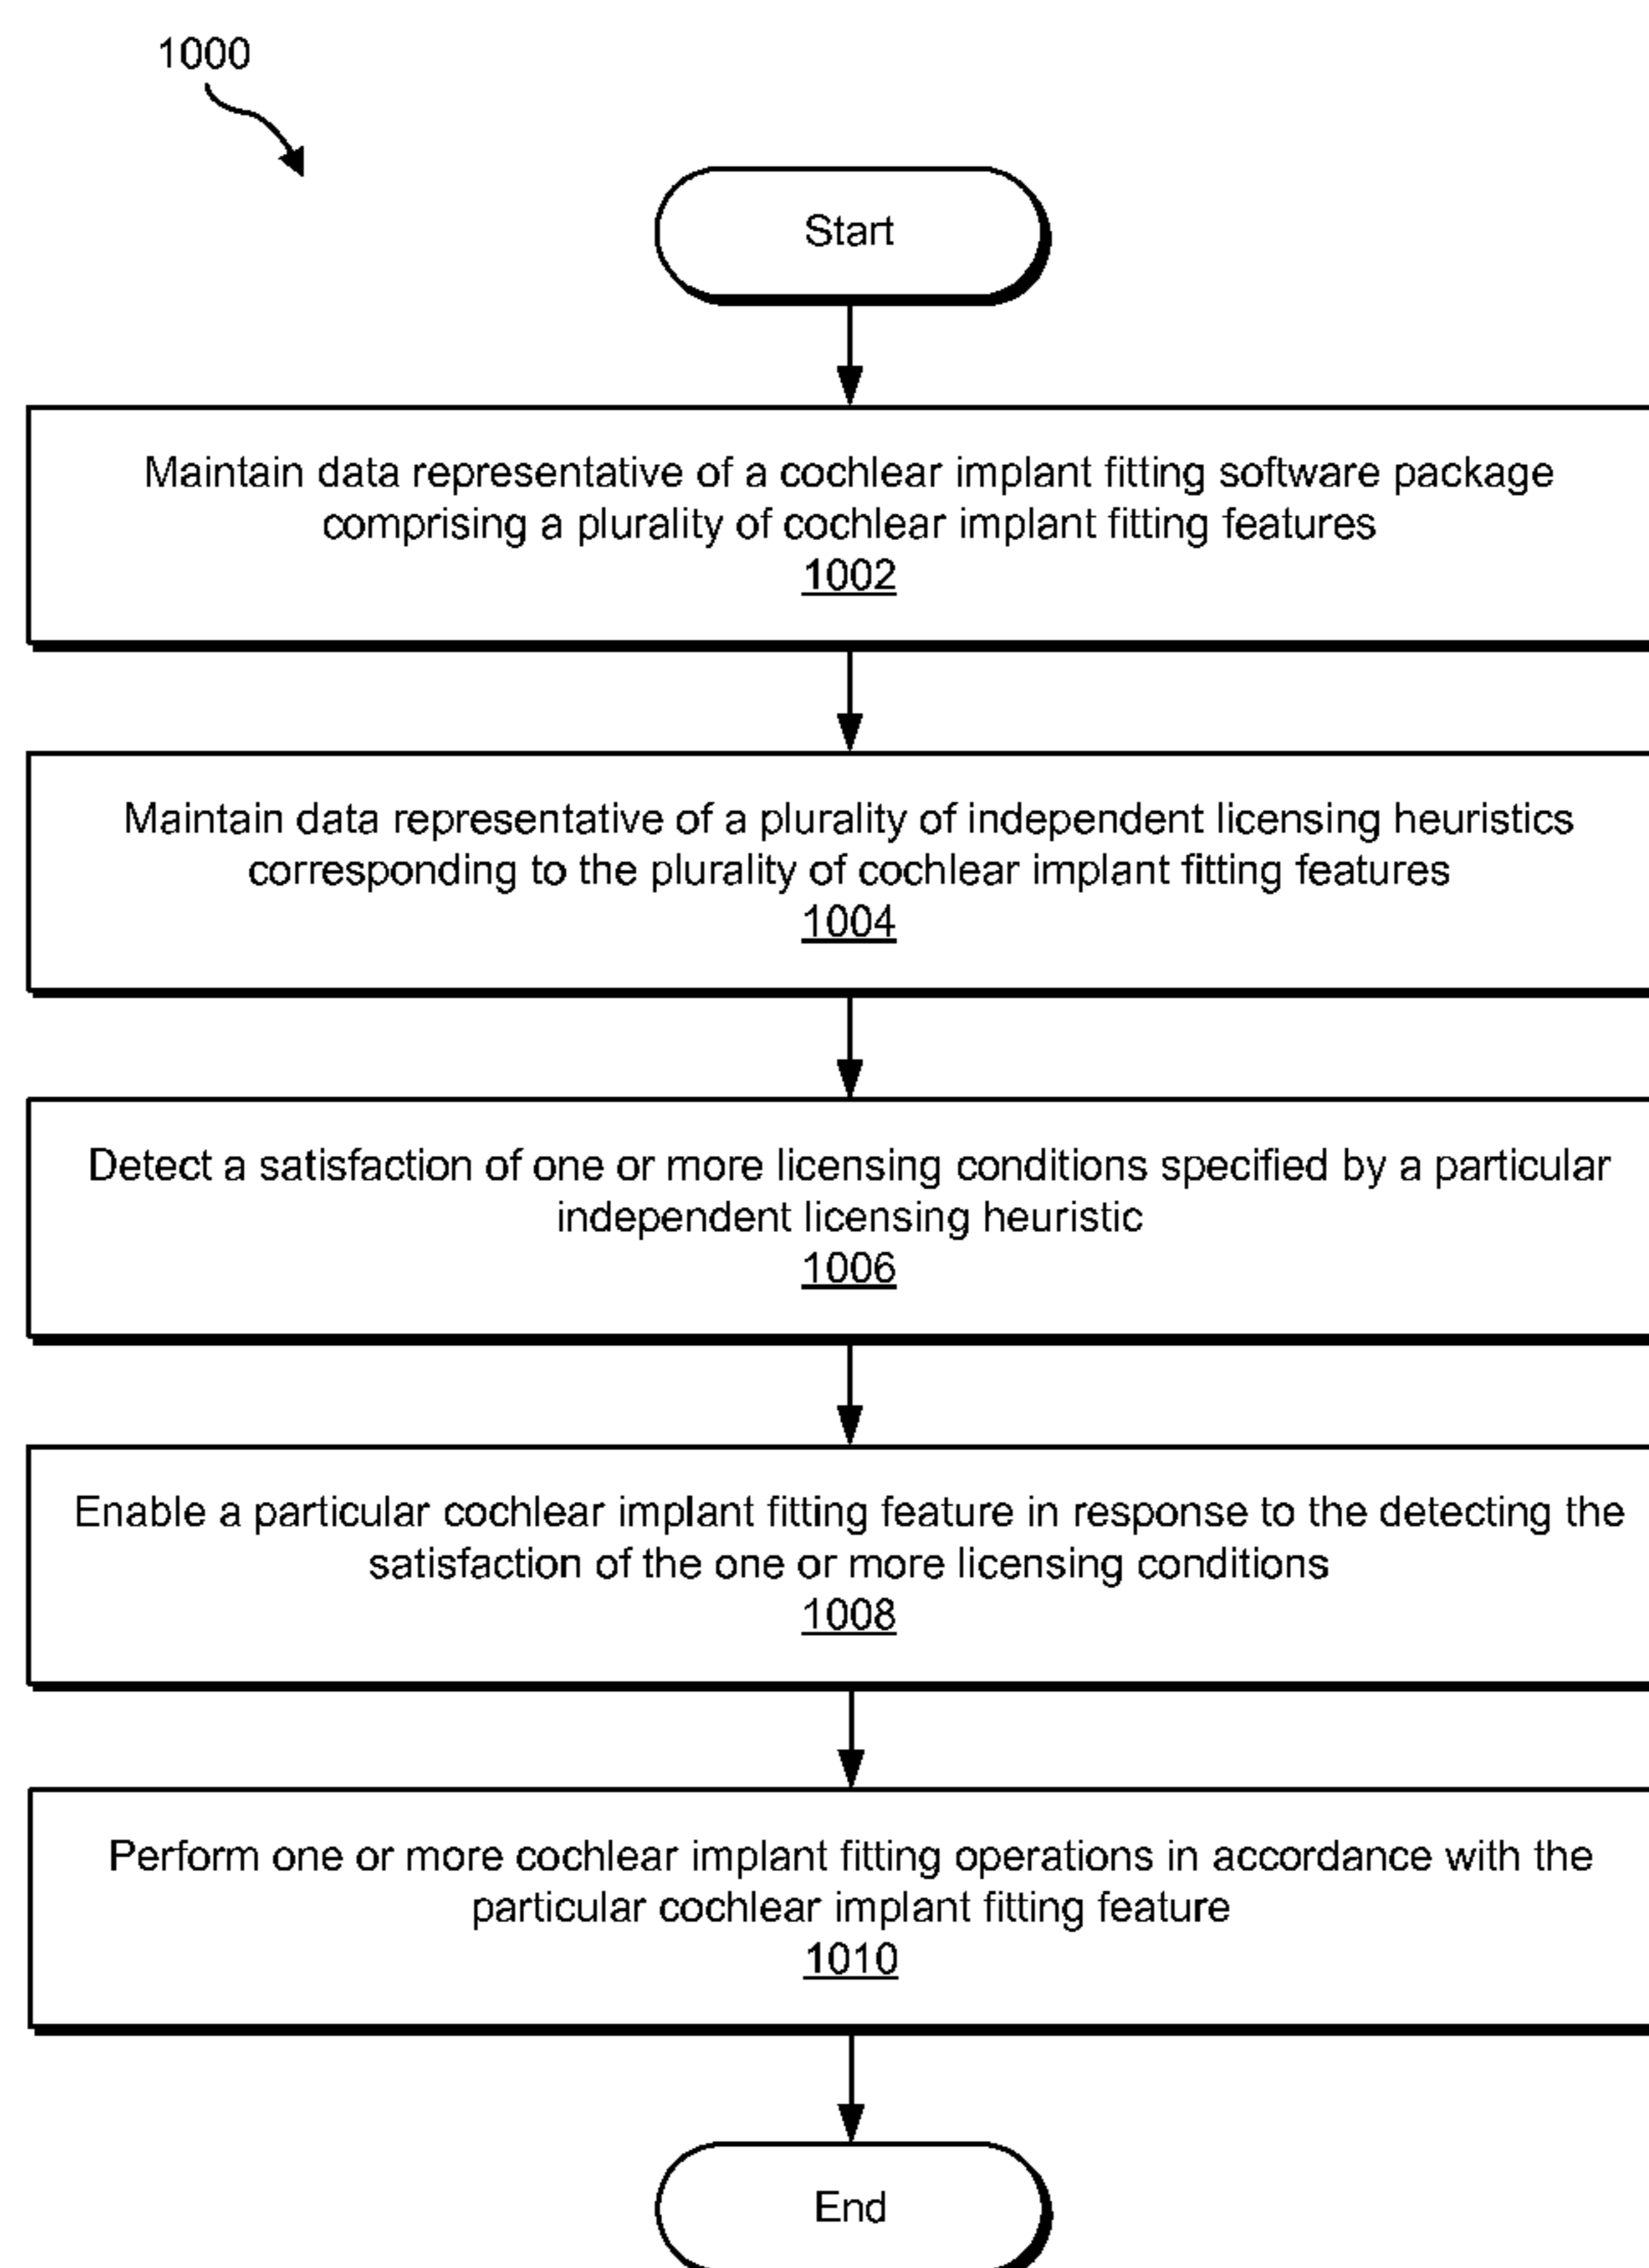 1000
Start
Maintain data representative of a cochlear implant fitting software package
comprising a plurality of cochlear implant fitting features
1002
Maintain data representative of a plurality of independent licensing heuristics
corresponding to the plurality of cochlear implant fitting features
1004
Detect a satisfaction of one or more licensing conditions specified by a particular
independent licensing heuristic
1006
Enable a particular cochlear implant fitting feature in response to the detecting the
satisfaction of the one or more licensing conditions
1008
Perform one or more cochlear implant fitting operations in accordance with the
particular cochlear implant fitting feature
1010
End